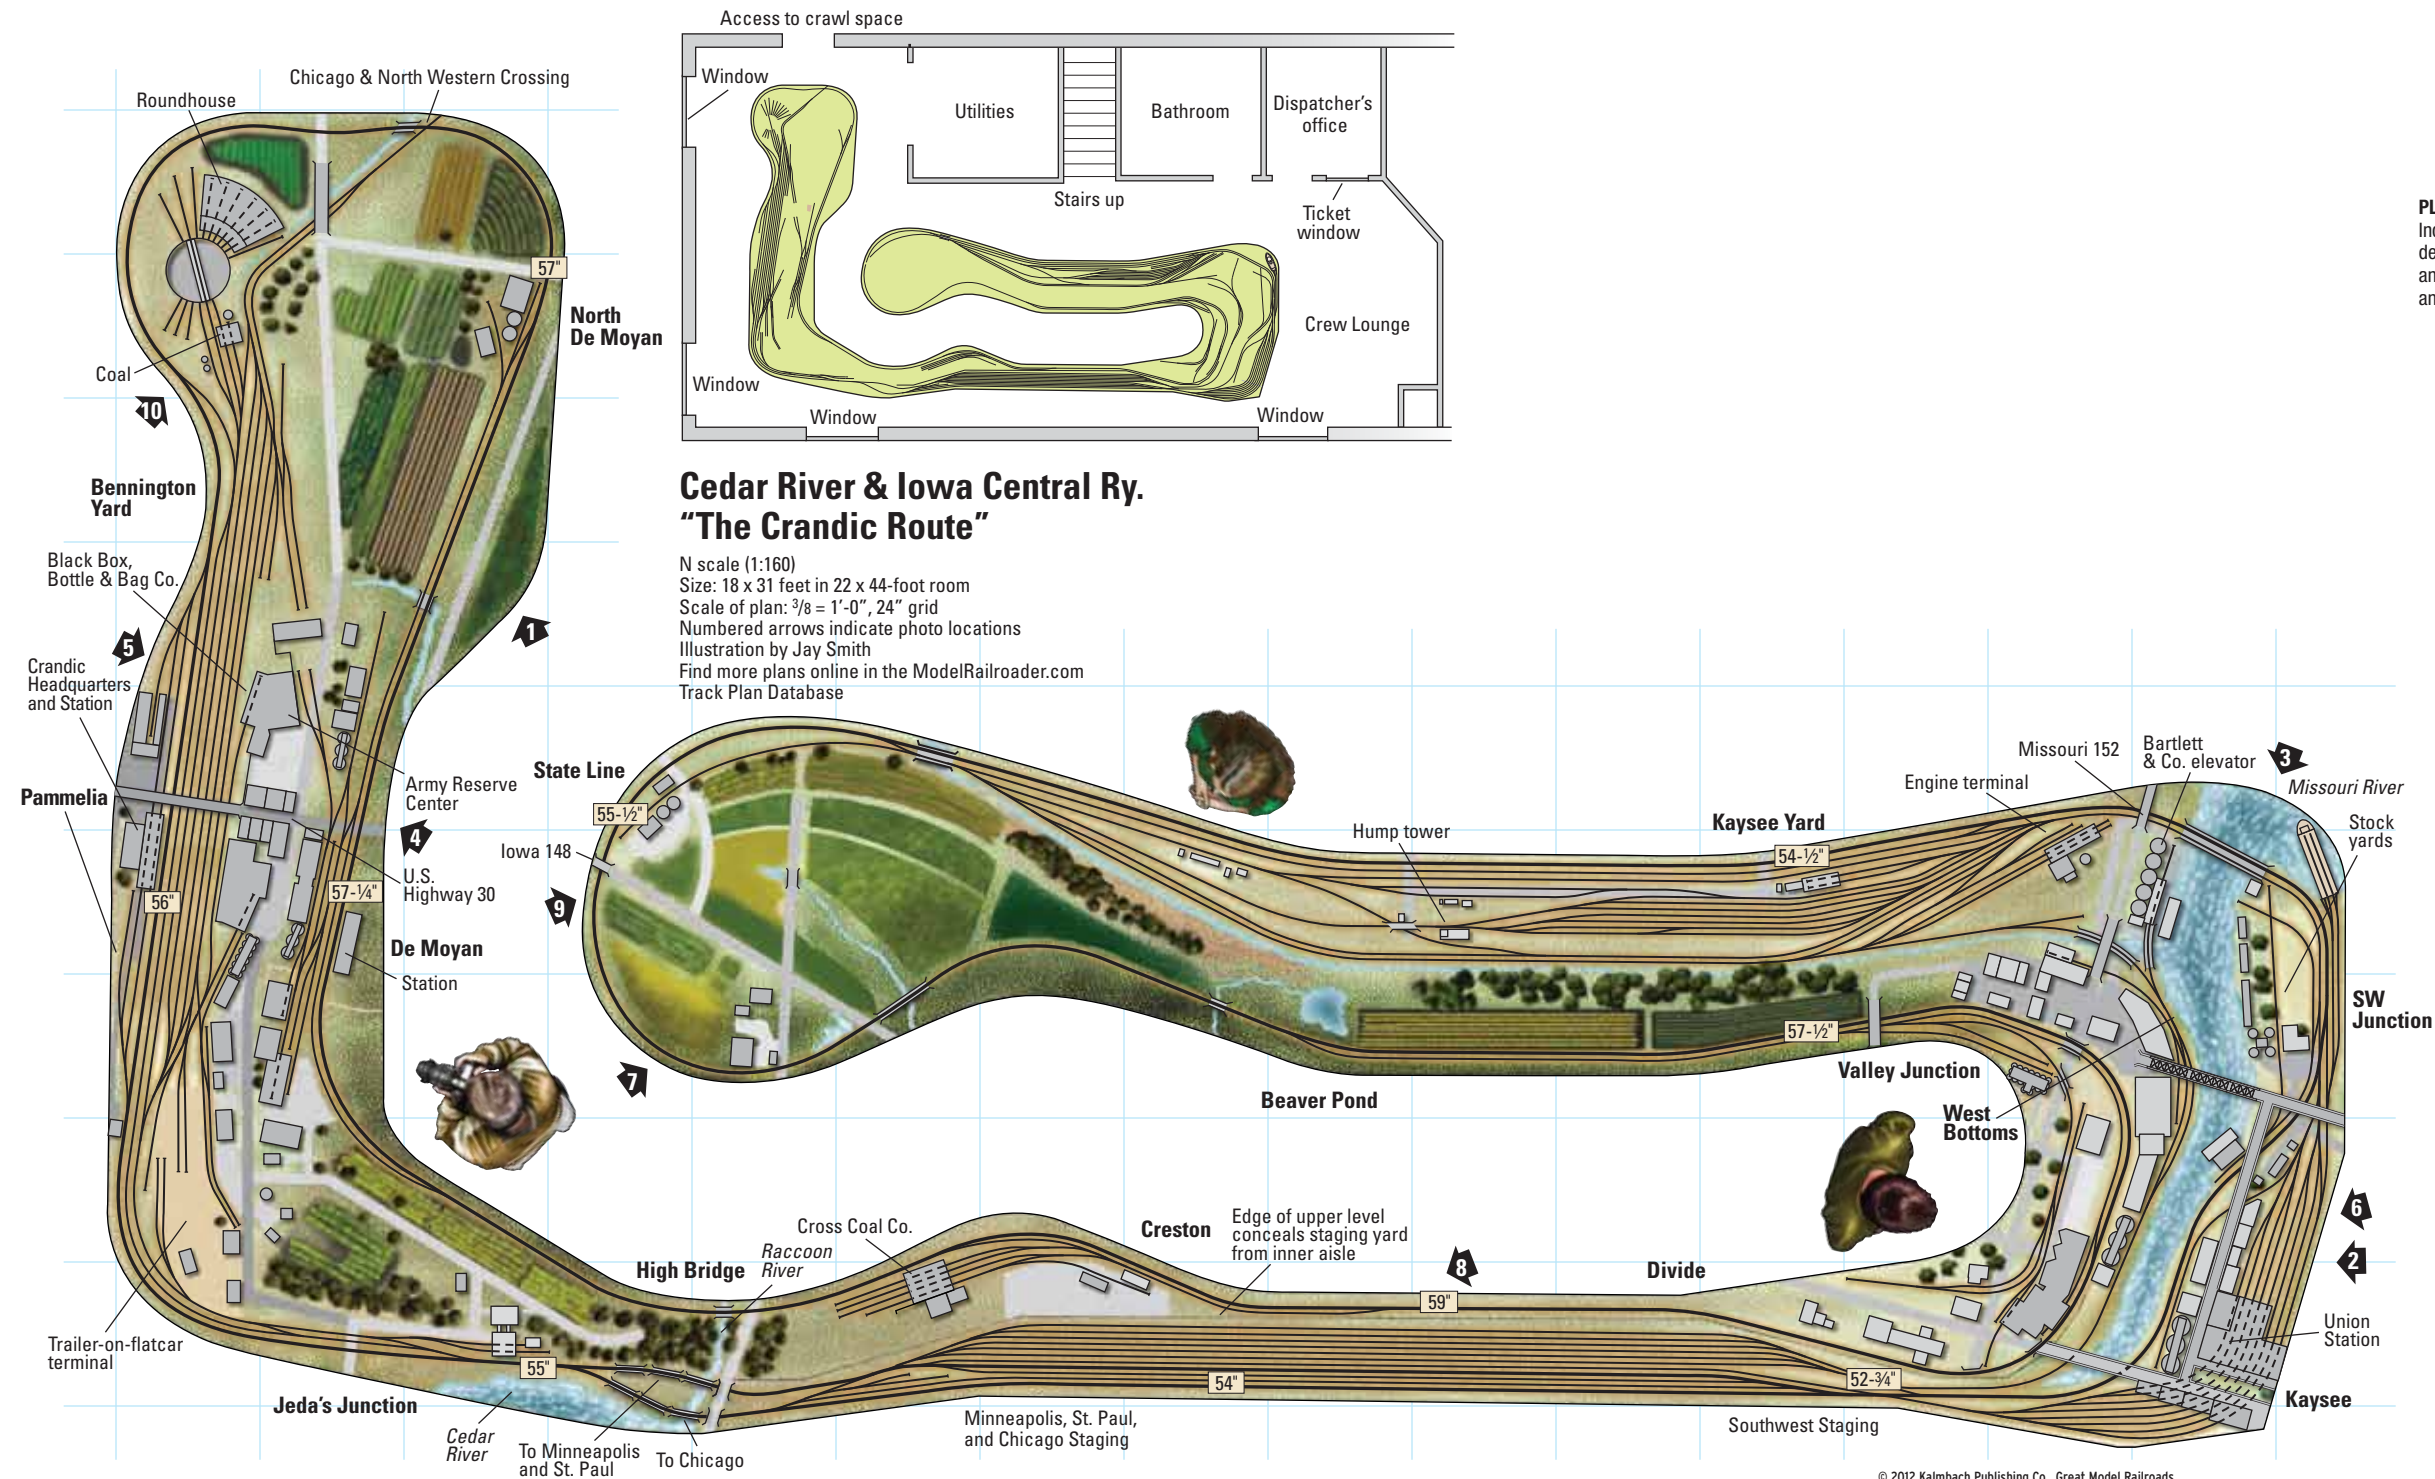 Access to crawl space
Window
Utilities
Bathroom
Dispatcher's
office
Stairs up
Ticket
window
Crew Lounge
Window
Window
Window
Chicago & North Western Crossing
Roundhouse
57"
North
De Moyan
Coal
10
Bennington
Yard
Black Box,
Bottle & Bag Co.
5
1
Crandic
Headquarters
and Station
Army Reserve
Center
Pammelia
4
U.S.
Highway 30
56"
57-¼"
De Moyan
Station
Cedar River & Iowa Central Ry.
“The Crandic Route”
N scale (1:160)
Size: 18 x 31 feet in 22 x 44-foot room
Scale of plan: 3/8 = 1’-0”, 24” grid
Numbered arrows indicate photo locations
Illustration by Jay Smith
Find more plans online in the ModelRailroader.com
Track Plan Database
State Line
55-½"
Iowa 148
9
7
Hump tower
Kaysee Yard
54-½"
Engine terminal
Missouri 152
Bartlett
& Co. elevator
3
Missouri River
Stock
yards
SW
Junction
57-½"
Valley Junction
Beaver Pond
West
Bottoms
6
2
Union
Station
Kaysee
Trailer-on-flatcar
terminal
Jeda's Junction
55"
Cedar
River
To Minneapolis
and St. Paul
To Chicago
High Bridge
Raccoon
River
Cross Coal Co.
Creston
Edge of upper level
conceals staging yard
from inner aisle
8
Divide
59"
54"
52-¾"
Minneapolis, St. Paul,
and Chicago Staging
Southwest Staging
© 2012 Kalmbach Publishing Co., Great Model Railroads